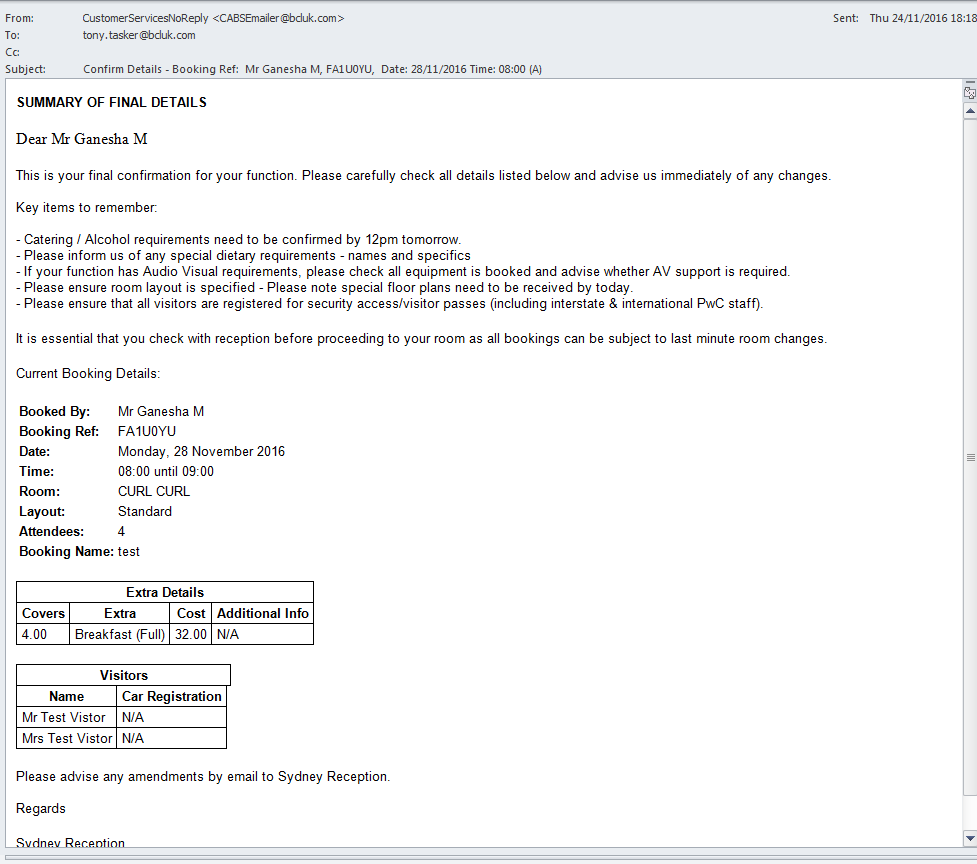 From: CustomerServicesNoReply <CABSEmailer@bcluk.com> Sent: Thu 24/11/2016 18:18
To: tony.tasker@bcluk.com
Cc:
Subject: Confirm Details - Booking Ref: Mr Ganesha M, FA1U0YU, Date: 28/11/2016 Time: 08:00 (A)
SUMMARY OF FINAL DETAILS
Dear Mr Ganesha M
This is your final confirmation for your function. Please carefully check all details listed below and advise us immediately of any changes.
Key items to remember:
- Catering / Alcohol requirements need to be confirmed by 12pm tomorrow.
- Please inform us of any special dietary requirements - names and specifics
- If your function has Audio Visual requirements, please check all equipment is booked and advise whether AV support is required.
- Please ensure room layout is specified - Please note special floor plans need to be received by today.
- Please ensure that all visitors are registered for security access/visitor passes (including interstate & international PwC staff).
It is essential that you check with reception before proceeding to your room as all bookings can be subject to last minute room changes.
Current Booking Details:
Booked By: Mr Ganesha M
Booking Ref: FA1U0YU
Date: Monday, 28 November 2016
Time: 08:00 until 09:00
Room: CURL CURL
Layout: Standard
Attendees: 4
Booking Name: test
Extra Details
Covers Extra Cost Additional Info
4.00 Breakfast (Full) 32.00 N/A
Visitors
Name Car Registration
Mr Test Vistor N/A
Mrs Test Vistor N/A
Please advise any amendments by email to Sydney Reception.
Regards
Sydney Reception